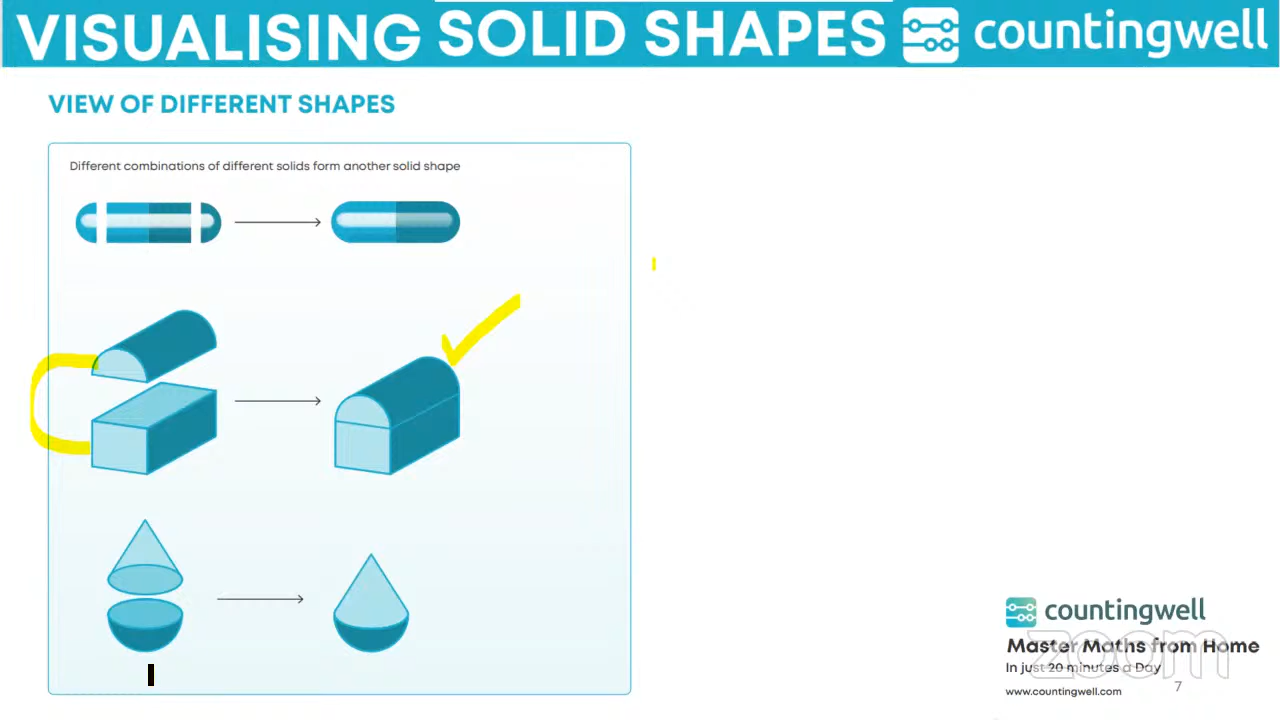 VISUALISING SOLID SHAPES countingwell
VIEW OF DIFFERENT SHAPES
Different combinations of different solids form another solid shape
countingwell
Master Maths from Home
zoom
In just 20 minutes a Day
www.countingwell.com
7